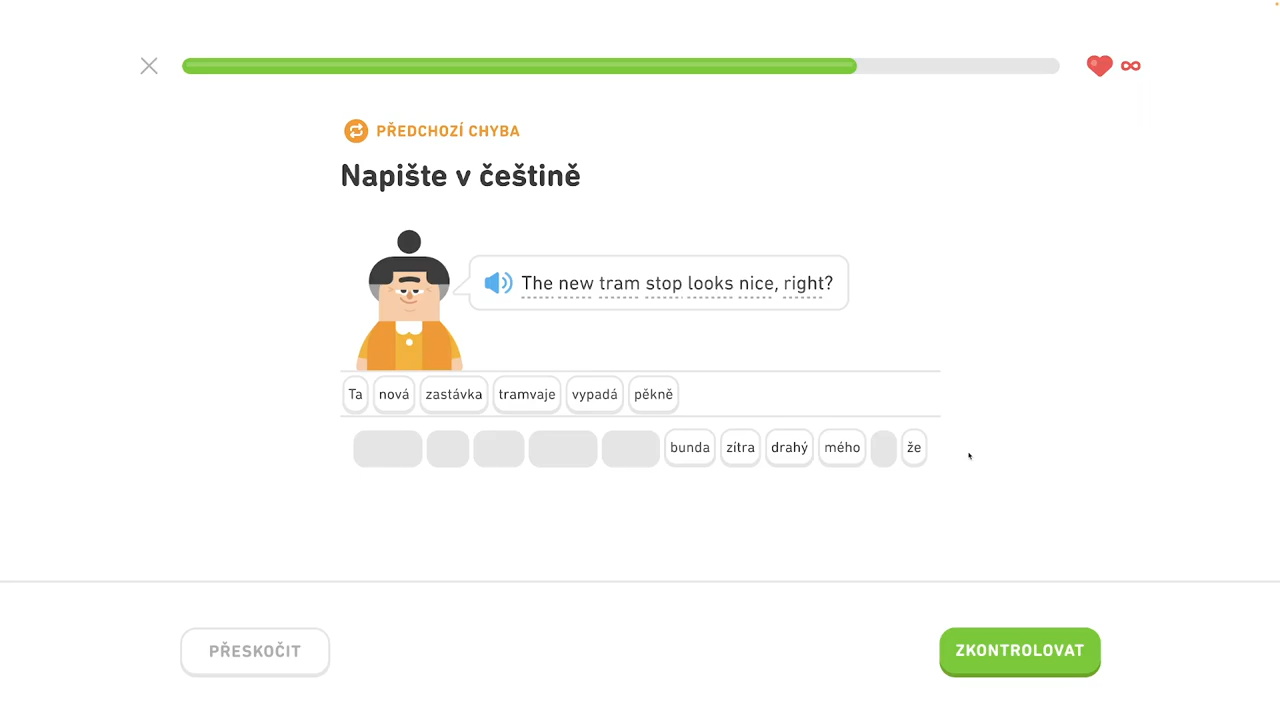 PŘEDCHOZÍ CHYBA
Napište v češtině
The new tram stop looks nice, right?
Ta nová zastávka tramvaje vypadá pěkně
bunda zítra drahý mého že
PŘESKOČIT
ZKONTROLOVAT